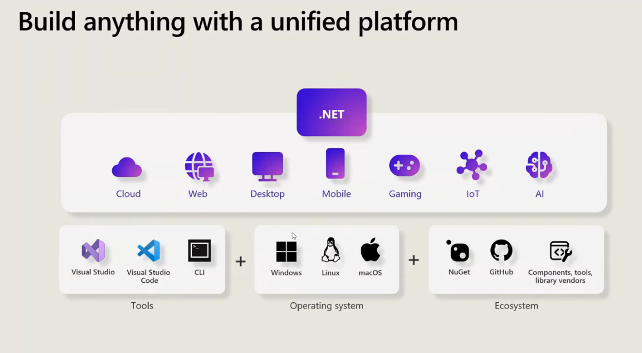 Build anything with a unified platform
.NET
Cloud Web Desktop Mobile Gaming IoT AI
Visual Studio Visual Studio Code CLI + Windows Linux macOS + NuGet GitHub Components, tools, library vendors
Tools Operating system Ecosystem